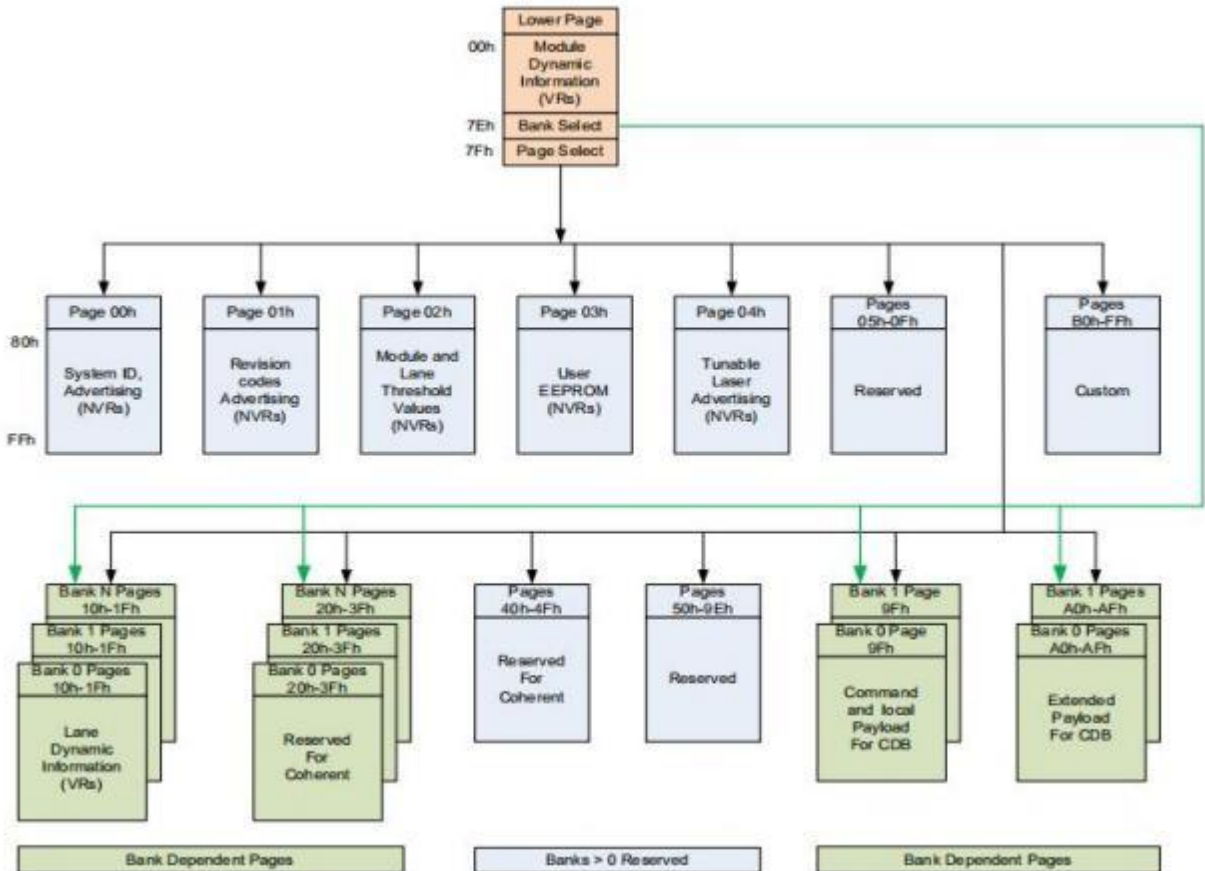 Lower Page
00h
Module
Dynamic
Information
(VRs)
7Eh
Bank Select
7Fh
Page Select
Page 00h
Page 01h
Page 02h
Page 03h
Page 04h
Pages
05h-0Fh
Pages
B0h-FFh
80h
FFh
System ID,
Advertising
(NVRs)
Revision
codes
Advertising
(NVRs)
Module and
Lane
Threshold
Values
(NVRs)
User
EEPROM
(NVRs)
Tunable
Laser
Advertising
(NVRs)
Reserved
Custom
Bank N Pages
10h-1Fh
Bank 1 Pages
10h-1Fh
Bank 0 Pages
10h-1Fh
Lane
Dynamic
Information
(VRs)
Bank N Pages
20h-3Fh
Bank 1 Pages
20h-3Fh
Bank 0 Pages
20h-3Fh
Reserved
For
Coherent
Pages
40h-4Fh
Reserved
For
Coherent
Pages
50h-9Eh
Reserved
Bank 1 Page
9Fh
Bank 0 Page
9Fh
Command
and local
Payload
For CDB
Bank 1 Pages
A0h-AFh
Bank 0 Pages
A0h-AFh
Extended
Payload
For CDB
Bank Dependent Pages
Banks > 0 Reserved
Bank Dependent Pages